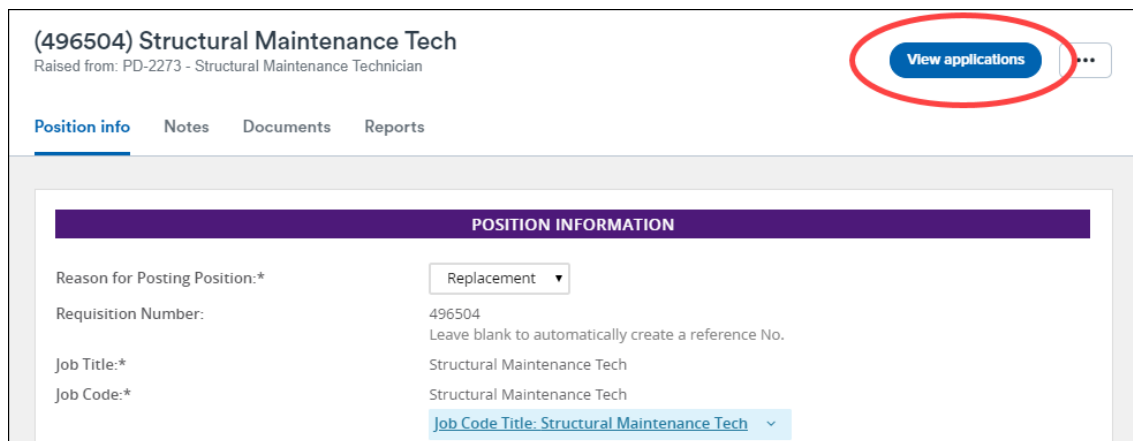 (496504) Structural Maintenance Tech
Raised from: PD-2273 - Structural Maintenance Technician
View applications
Position info Notes Documents Reports
POSITION INFORMATION
Reason for Posting Position:* Replacement
Requisition Number: 496504
Leave blank to automatically create a reference No.
Job Title:* Structural Maintenance Tech
Job Code:* Structural Maintenance Tech
Job Code Title: Structural Maintenance Tech